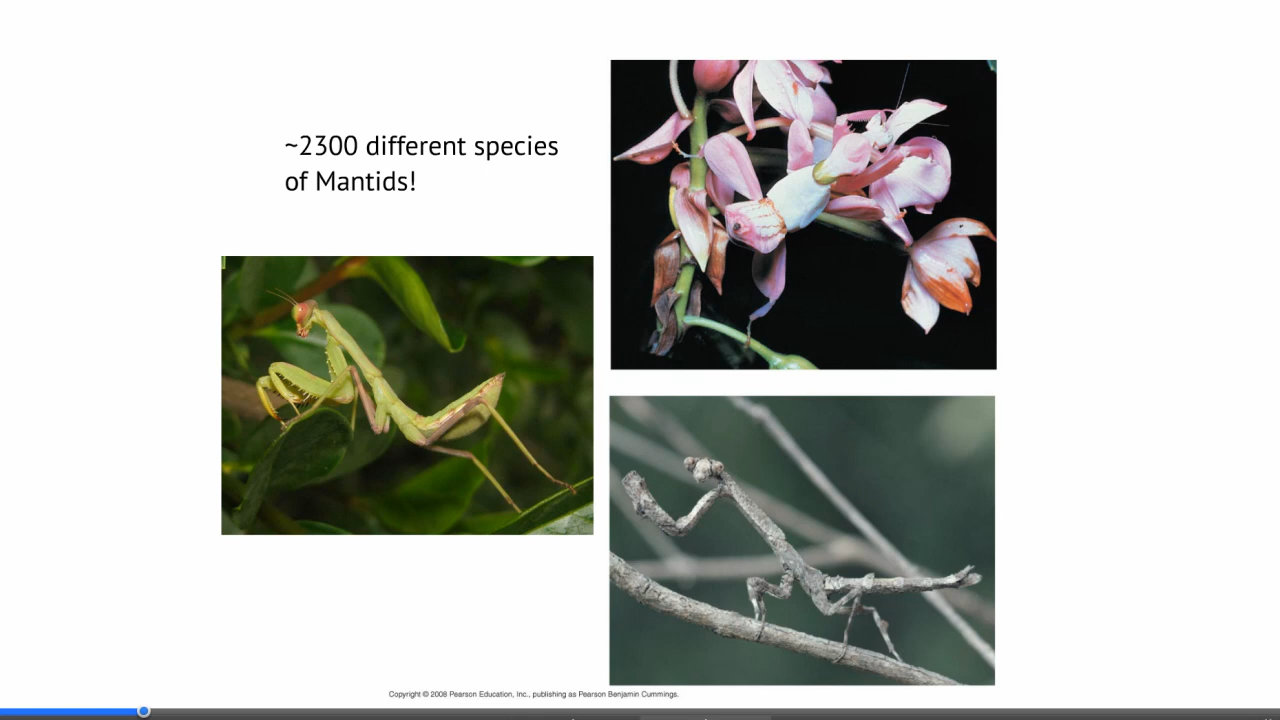 ~2300 different species
of Mantids!
Copyright © 2008 Pearson Education, Inc., publishing as Pearson Benjamin Cummings.